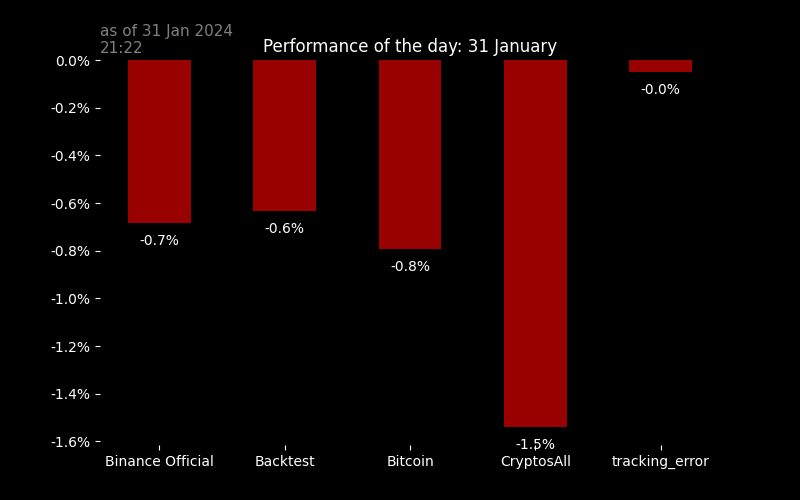 as of 31 Jan 2024
21:22
Performance of the day: 31 January
0.0%
-0.2%
-0.4%
-0.6%
-0.8%
-1.0%
-1.2%
-1.4%
-1.6%
-0.7%
-0.6%
-0.8%
-1.5%
-0.0%
Binance Official
Backtest
Bitcoin
CryptosAll
tracking_error